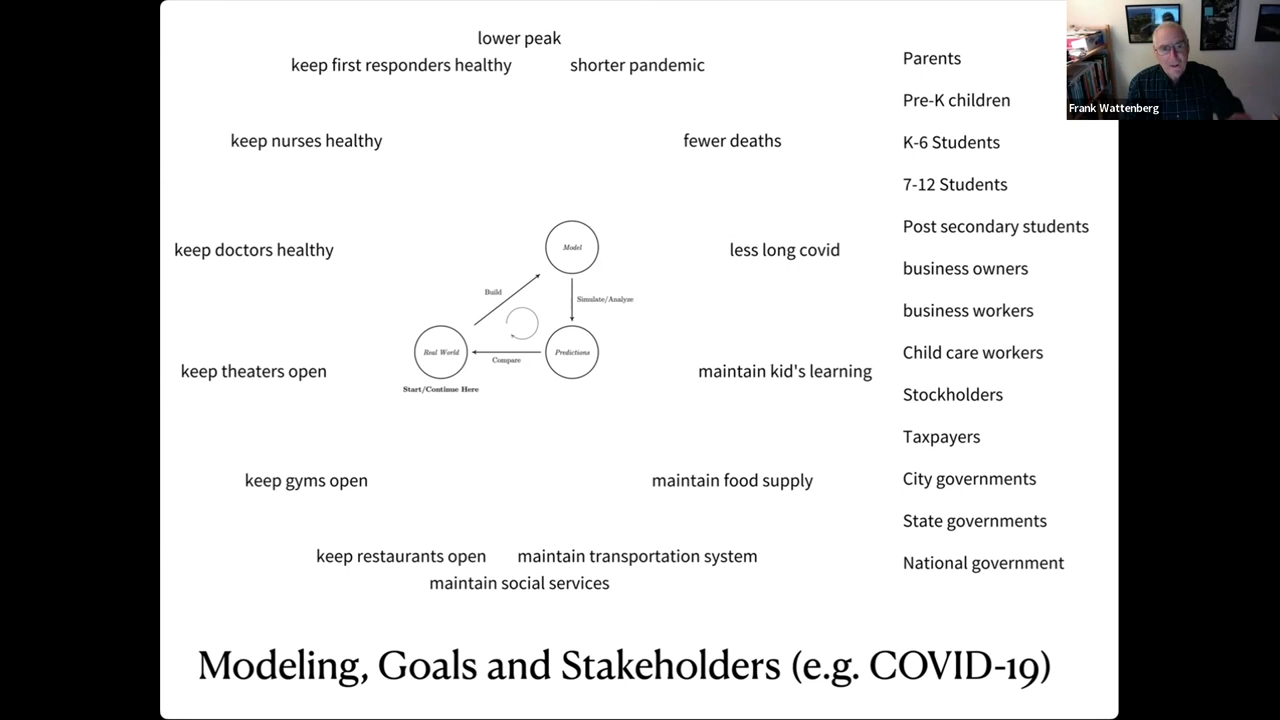 lower peak
keep first responders healthy
shorter pandemic
keep nurses healthy
fewer deaths
keep doctors healthy
less long covid
keep theaters open
maintain kid's learning
keep gyms open
maintain food supply
keep restaurants open
maintain transportation system
maintain social services
Model
Build
Simulate/Analyze
Real World
Compare
Predictions
Start/Continue Here
Parents
Pre-K children
K-6 Students
7-12 Students
Post secondary students
business owners
business workers
Child care workers
Stockholders
Taxpayers
City governments
State governments
National government
Modeling, Goals and Stakeholders (e.g. COVID-19)
Frank Wattenberg